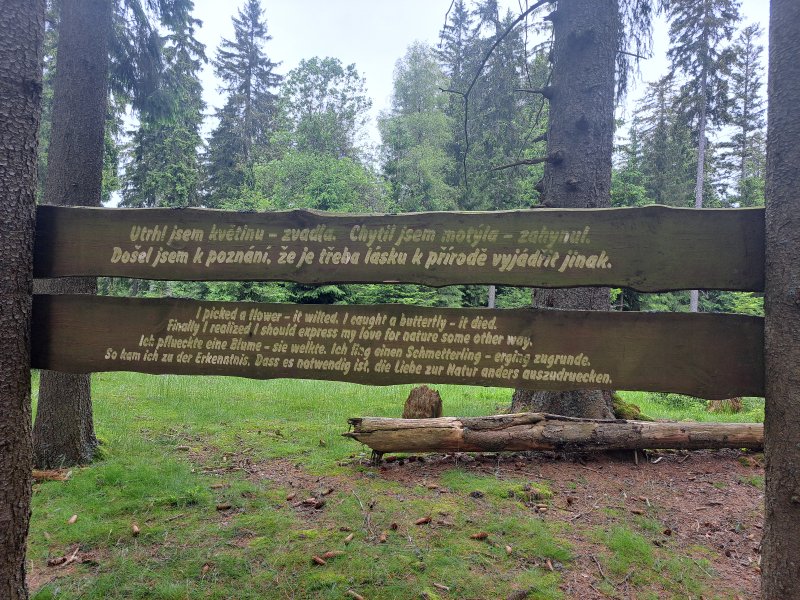 Utrhl jsem květinu - zvadla. Chytil jsem motýla - zahynul.
Došel jsem k poznání, že je třeba lásku k přírodě vyjádřit jinak.
I picked a flower - it wilted. I caught a butterfly - it died.
Finally I realized I should express my love for nature some other way.
Ich pflueckte eine Blume - sie welkte. Ich fing einen Schmetterling - erging zugrunde.
So kam ich zu der Erkenntnis, Dass es notwendig ist, die Liebe zur Natur anders auszudruecken.